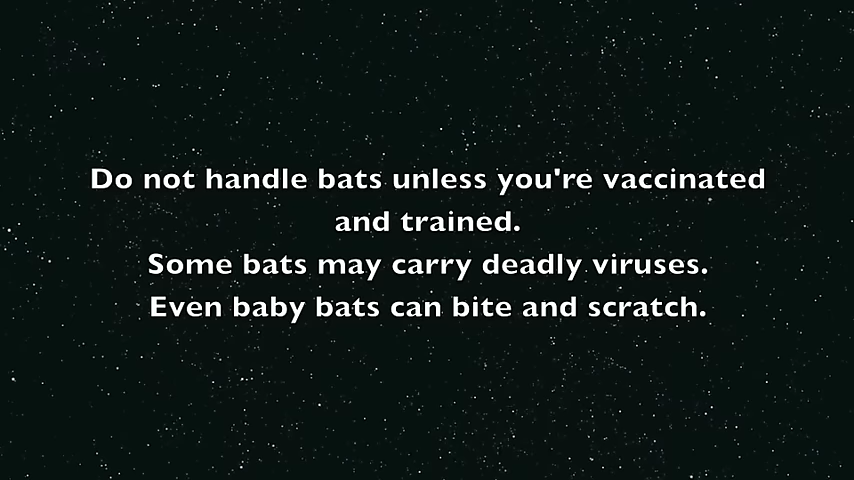 Do not handle bats unless you're vaccinated
and trained.
Some bats may carry deadly viruses.
Even baby bats can bite and scratch.